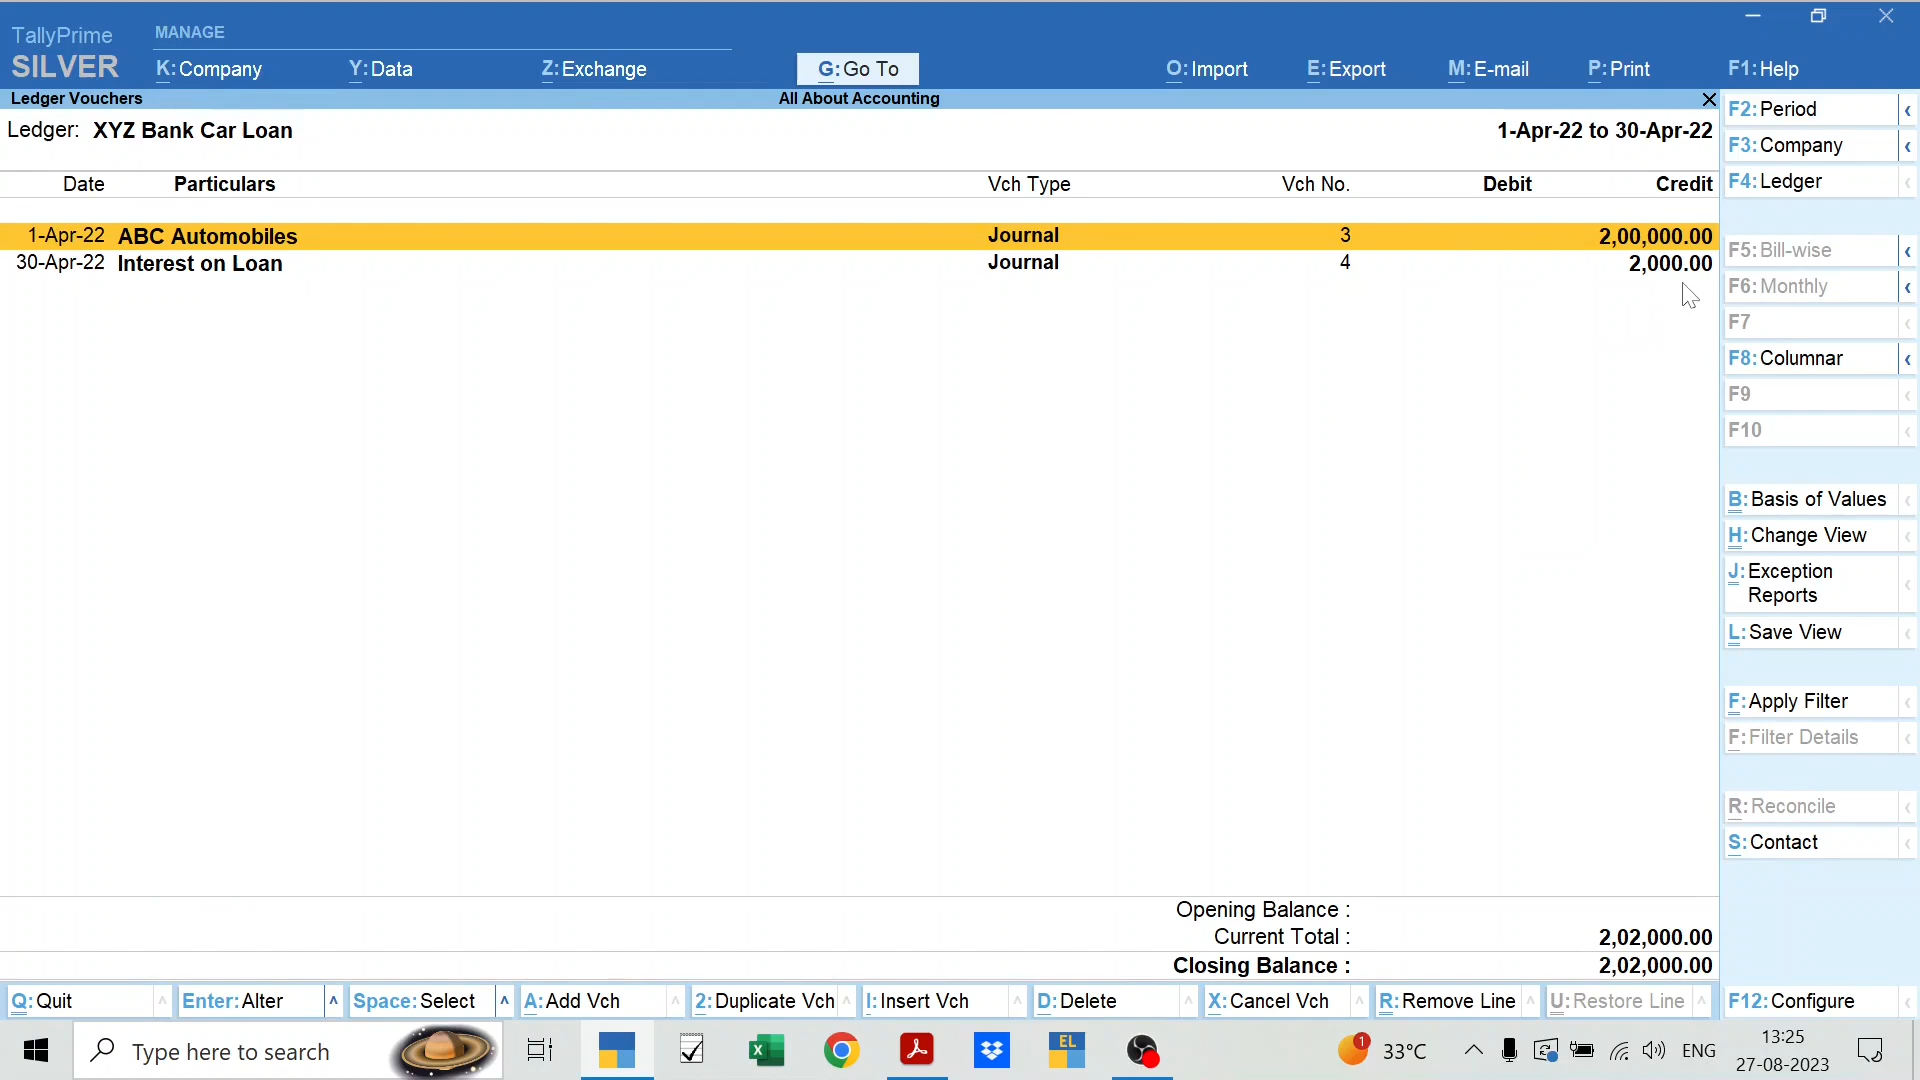 TallyPrime
SILVER
MANAGE
K:Company Y:Data Z:Exchange G:Go To O:Import E:Export M:E-mail P:Print F1:Help
Ledger Vouchers All About Accounting
Ledger: XYZ Bank Car Loan 1-Apr-22 to 30-Apr-22
Date Particulars Vch Type Vch No. Debit Credit
1-Apr-22 ABC Automobiles Journal 3 2,00,000.00
30-Apr-22 Interest on Loan Journal 4 2,000.00
Opening Balance :
Current Total : 2,02,000.00
Closing Balance : 2,02,000.00
F2:Period
F3:Company
F4:Ledger
F5:Bill-wise
F6:Monthly
F7
F8:Columnar
F9
F10
B:Basis of Values
H:Change View
J:Exception
Reports
L:Save View
F:Apply Filter
F:Filter Details
R:Reconcile
S:Contact
Q:Quit Enter:Alter Space:Select A:Add Vch 2:Duplicate Vch I:Insert Vch D:Delete X:Cancel Vch R:Remove Line U:Restore Line F12:Configure
Type here to search
EL
1
33°C
ENG
13:25
27-08-2023